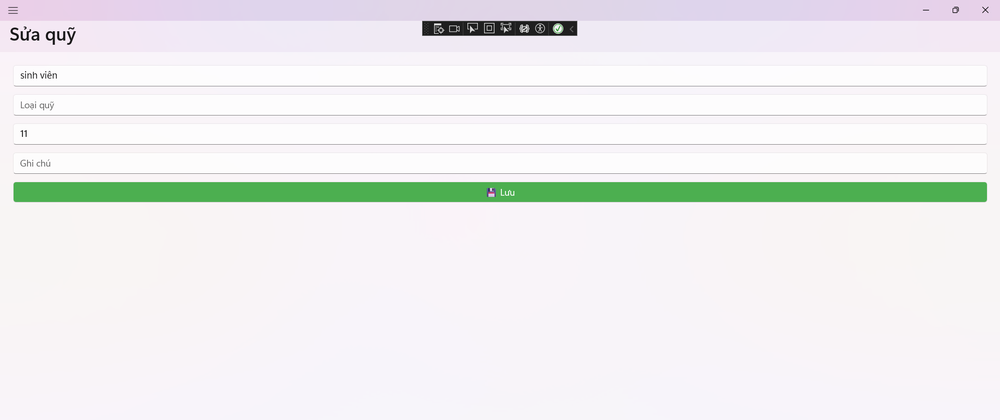 Sửa quỹ
sinh viên
Loại quỹ
11
Ghi chú
💾 Lưu